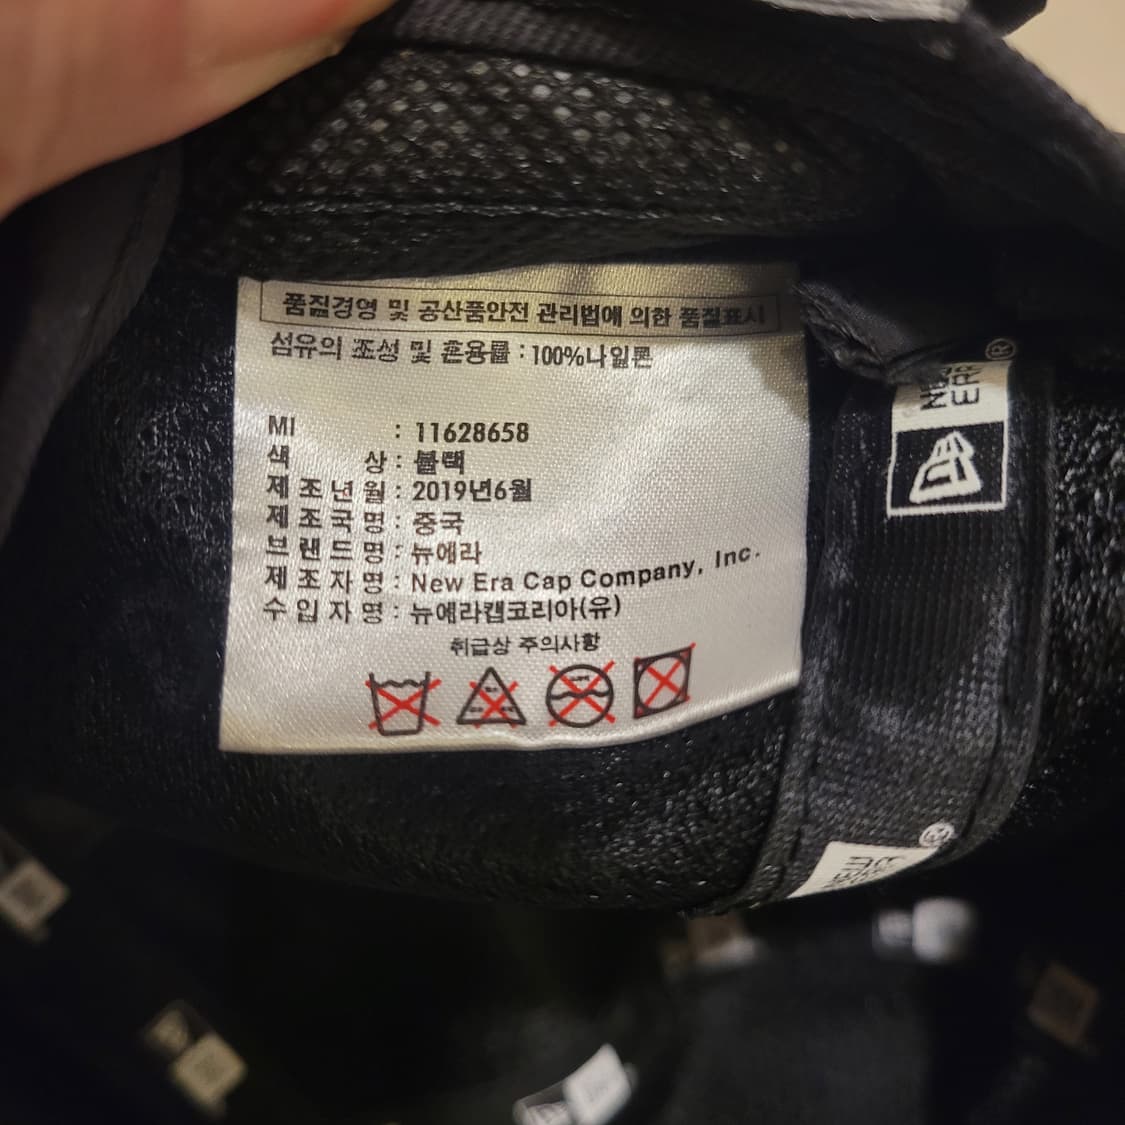 품질경영 및 공산품안전 관리법에 의한 품질표시
섬유의 조성 및 혼용률 : 100%나일론
MI : 11628658
색 상 : 블랙
제 조 년 월 : 2019년6월
제 조 국 명 : 중국
브 랜 드 명 : 뉴에라
제 조 자 명 : New Era Cap Company, Inc.
수 입 자 명 : 뉴에라캡코리아(유)
취급상 주의사항
NEW
ERA
®
®